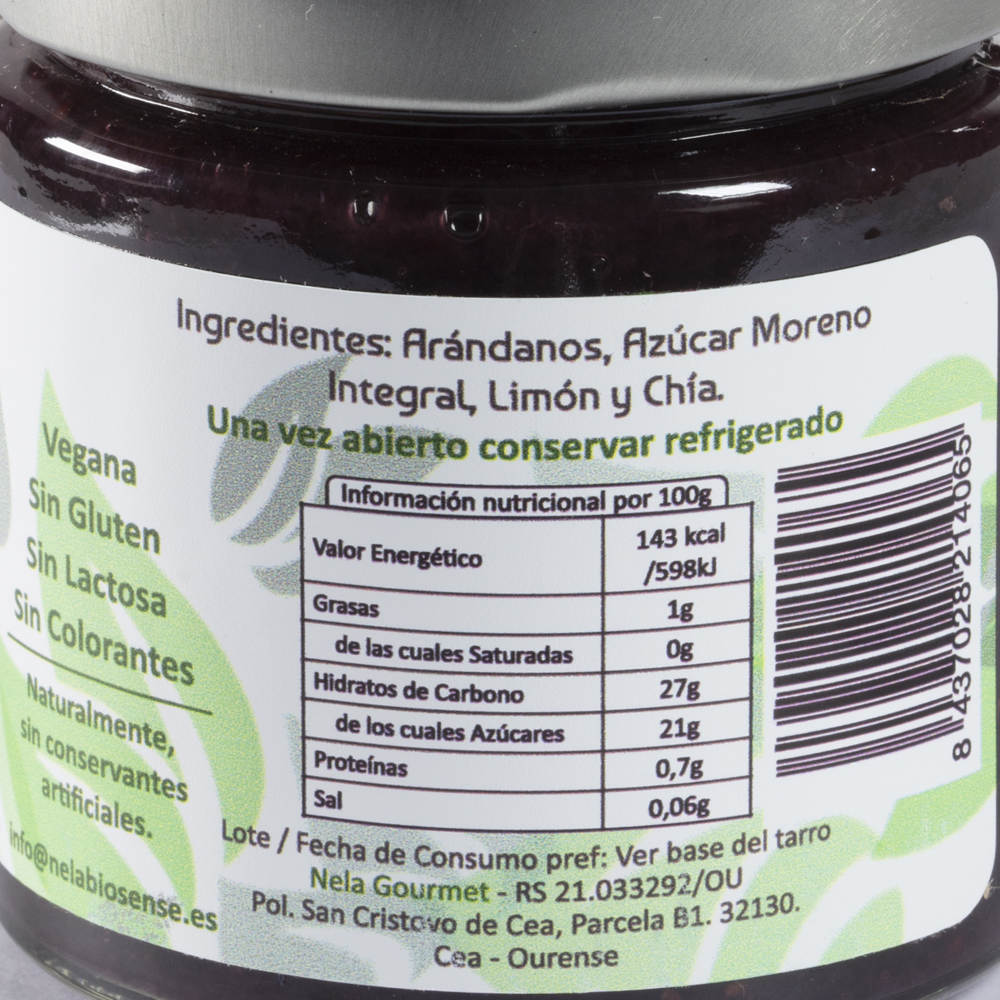 Ingredientes: Arándanos, Azúcar Moreno
Integral, Limón y Chía.
Una vez abierto conservar refrigerado
Vegana
Sin Gluten
Sin Lactosa
Sin Colorantes
Naturalmente,
sin conservantes
artificiales.
info@nelabiosense.es
Información nutricional por 100g
Valor Energético 143 kcal
/598kJ
Grasas 1g
de las cuales Saturadas 0g
Hidratos de Carbono 27g
de los cuales Azúcares 21g
Proteínas 0,7g
Sal 0,06g
8 437028 214065
Lote / Fecha de Consumo pref: Ver base del tarro
Nela Gourmet - RS 21.033292/OU
Pol. San Cristovo de Cea, Parcela B1. 32130.
Cea - Ourense